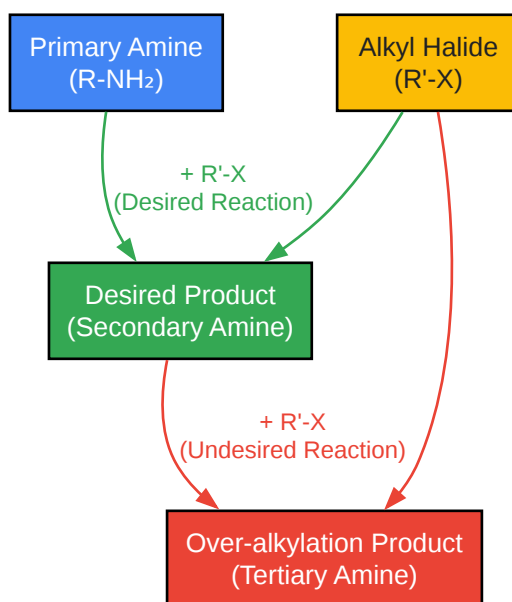 Primary Amine
(R-NH₂)
Alkyl Halide
(R'-X)
+ R'-X
(Desired Reaction)
Desired Product
(Secondary Amine)
+ R'-X
(Undesired Reaction)
Over-alkylation Product
(Tertiary Amine)